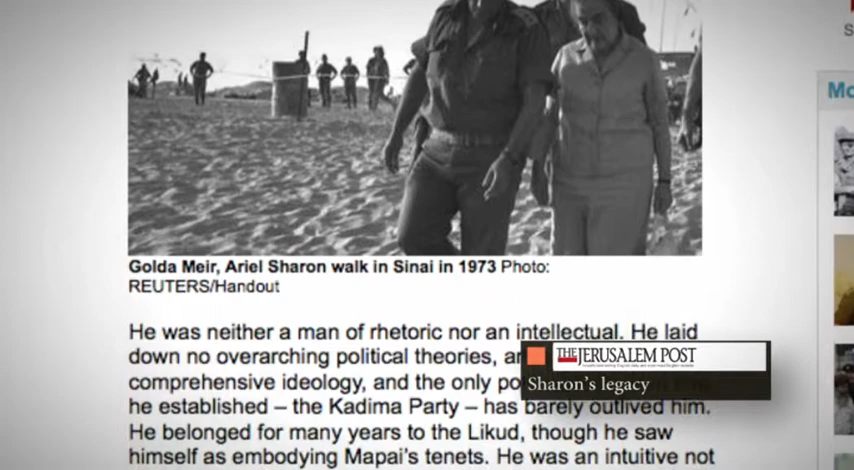 Mo
Golda Meir, Ariel Sharon walk in Sinai in 1973 Photo:
REUTERS/Handout
He was neither a man of rhetoric nor an intellectual. He laid
down no overarching political theories,
comprehensive ideology, and the only
he established – the Kadima Party – has barely outlived him.
He belonged for many years to the Likud, though he saw
himself as embodying Mapai's tenets. He was an intuitive not
THE JERUSALEM POST
Sharon's legacy